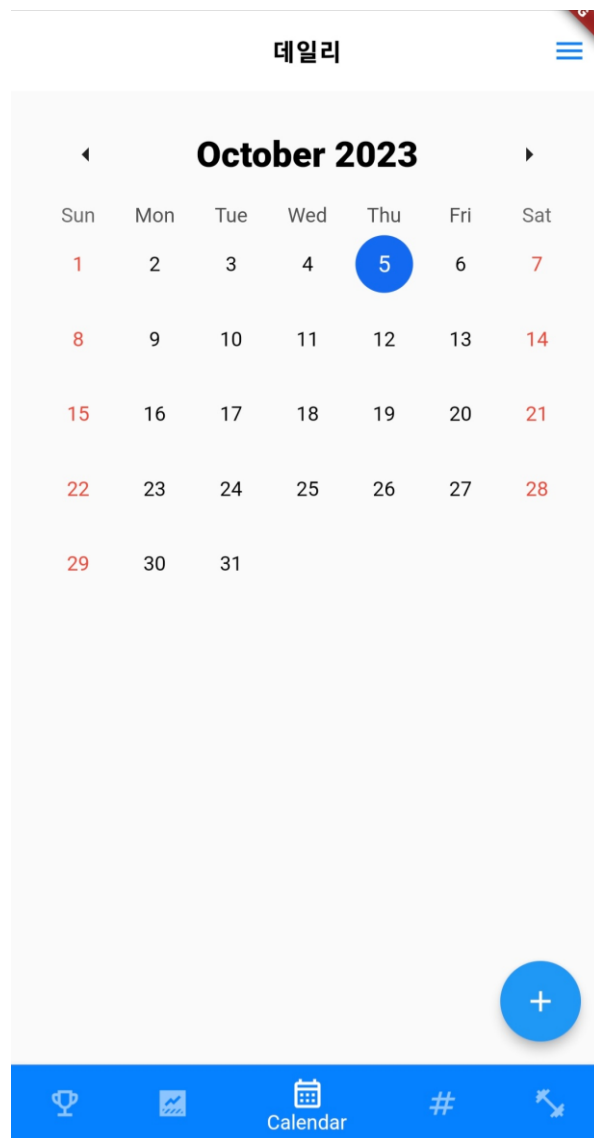 데일리
October 2023
Sun Mon Tue Wed Thu Fri Sat
1 2 3 4 5 6 7
8 9 10 11 12 13 14
15 16 17 18 19 20 21
22 23 24 25 26 27 28
29 30 31
+
Calendar
#